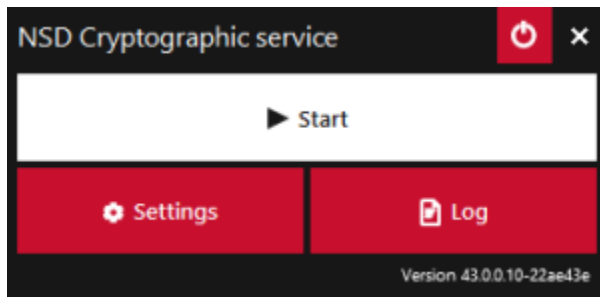 NSD Cryptographic service
Start
Settings
Log
Version 43.0.0.10-22ae43e